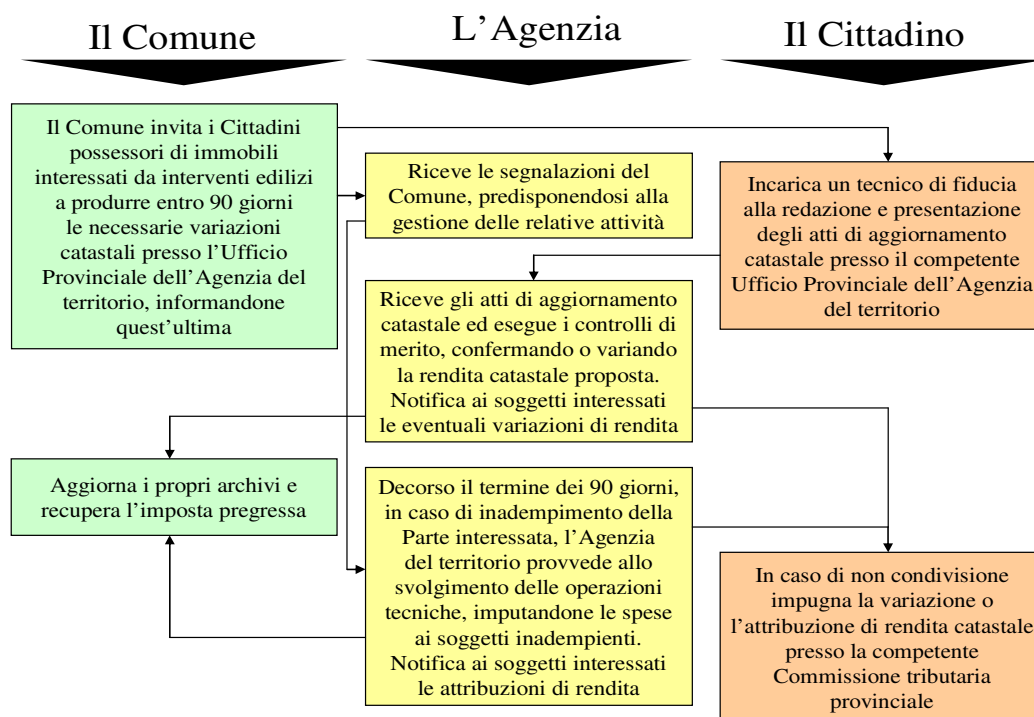 Il Comune
L'Agenzia
Il Cittadino
Il Comune invita i Cittadini
possessori di immobili
interessati da interventi edilizi
a produrre entro 90 giorni
le necessarie variazioni
catastali presso l'Ufficio
Provinciale dell'Agenzia del
territorio, informandone
quest'ultima
Riceve le segnalazioni del
Comune, predisponendosi alla
gestione delle relative attività
Incarica un tecnico di fiducia
alla redazione e presentazione
degli atti di aggiornamento
catastale presso il competente
Ufficio Provinciale dell'Agenzia
del territorio
Riceve gli atti di aggiornamento
catastale ed esegue i controlli di
merito, confermando o variando
la rendita catastale proposta.
Notifica ai soggetti interessati
le eventuali variazioni di rendita
Aggiorna i propri archivi e
recupera l'imposta pregressa
Decorso il termine dei 90 giorni,
in caso di inadempimento della
Parte interessata, l'Agenzia
del territorio provvede allo
svolgimento delle operazioni
tecniche, imputandone le spese
ai soggetti inadempienti.
Notifica ai soggetti interessati
le attribuzioni di rendita
In caso di non condivisione
impugna la variazione o
l'attribuzione di rendita catastale
presso la competente
Commissione tributaria
provinciale